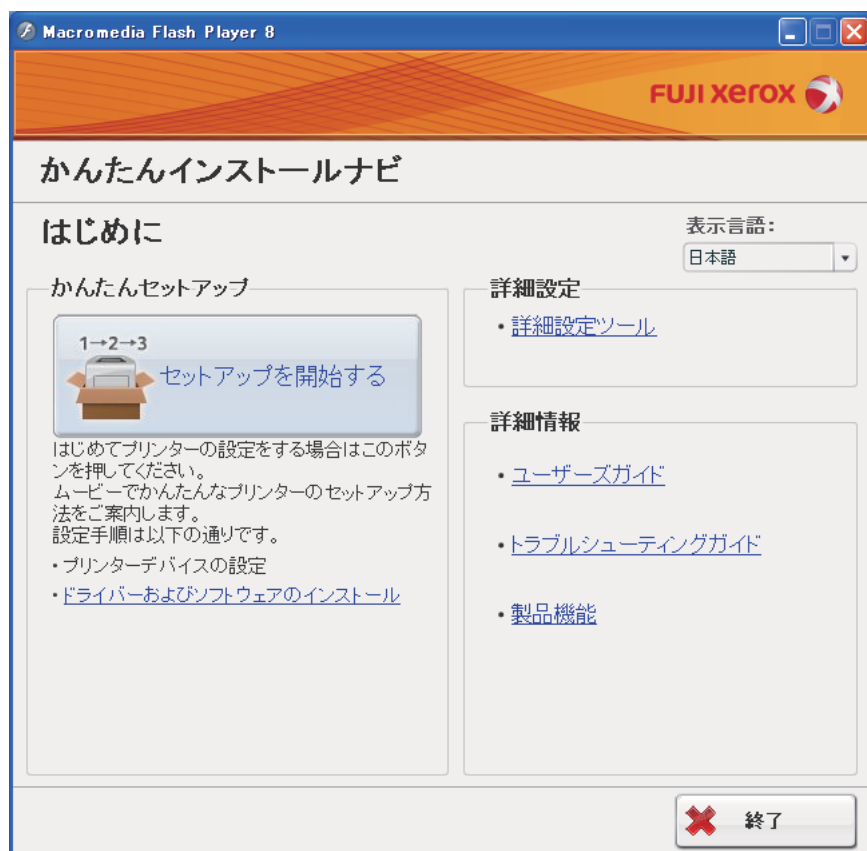 Macromedia Flash Player 8
FUJI xerox
かんたんインストールナビ
はじめに
表示言語:
日本語
かんたんセットアップ
1→2→3
セットアップを開始する
はじめてプリンターの設定をする場合はこのボタ
ンを押してください。
ムービーでかんたんなプリンターのセットアップ方
法をご案内します。
設定手順は以下の通りです。
・プリンターデバイスの設定
・ドライバーおよびソフトウェアのインストール
詳細設定
・詳細設定ツール
詳細情報
・ユーザーズガイド
・トラブルシューティングガイド
・製品機能
終了